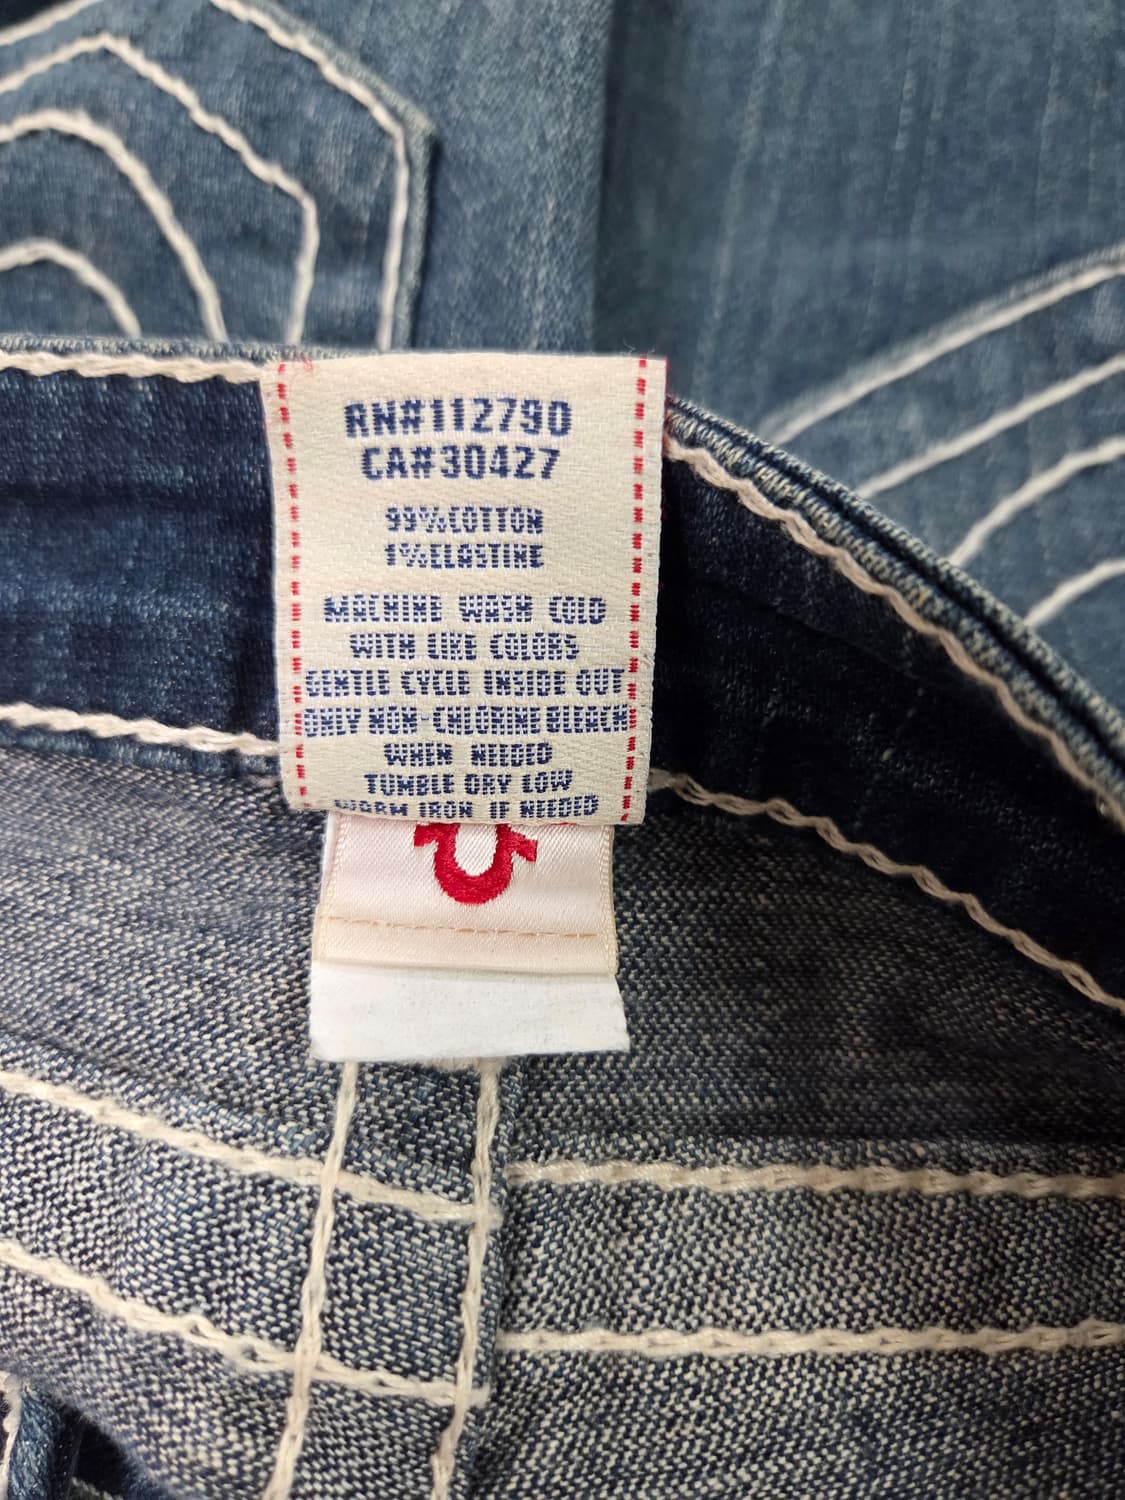 RN#112790
CA#30427
99%COTTON
1%ELASTINE
MACHINE WASH COLD
WITH LIKE COLORS
GENTLE CYCLE INSIDE OUT
ONLY NON-CHLORINE BLEACH
WHEN NEEDED
TUMBLE DRY LOW
WARM IRON IF NEEDED